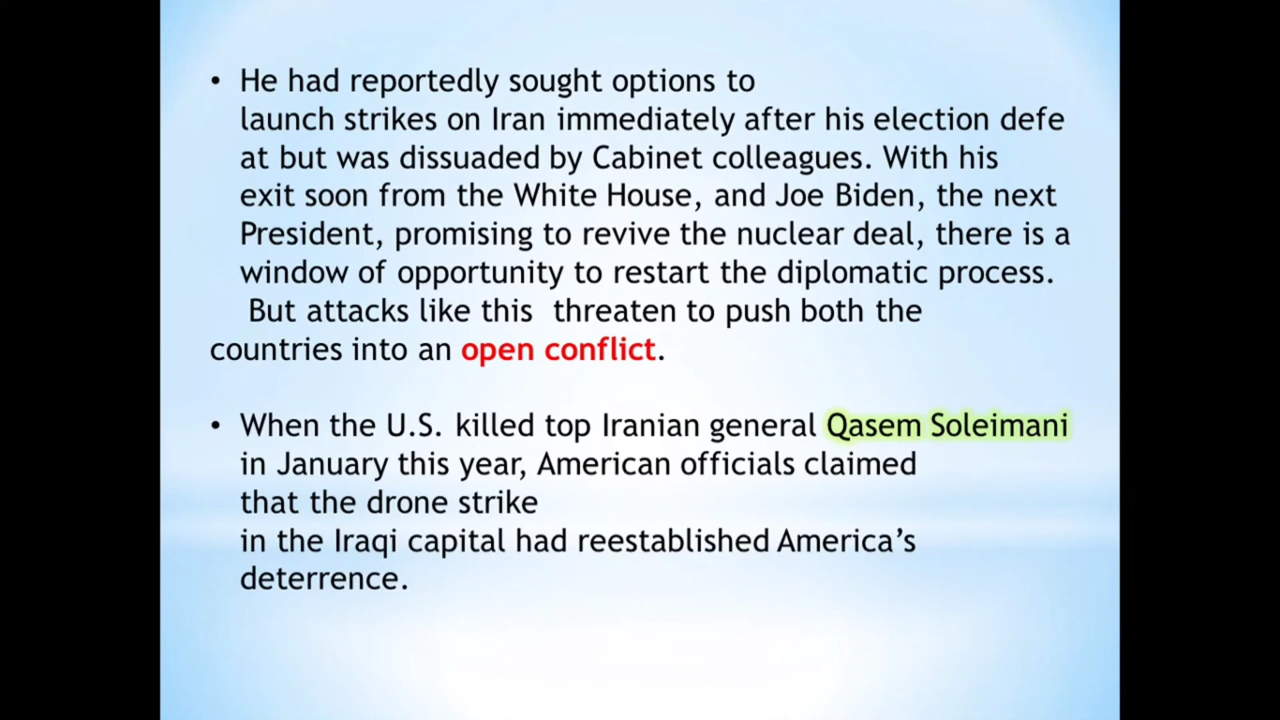 • He had reportedly sought options to
launch strikes on Iran immediately after his election defe
at but was dissuaded by Cabinet colleagues. With his
exit soon from the White House, and Joe Biden, the next
President, promising to revive the nuclear deal, there is a
window of opportunity to restart the diplomatic process.
But attacks like this threaten to push both the
countries into an open conflict.
• When the U.S. killed top Iranian general Qasem Soleimani
in January this year, American officials claimed
that the drone strike
in the Iraqi capital had reestablished America’s
deterrence.